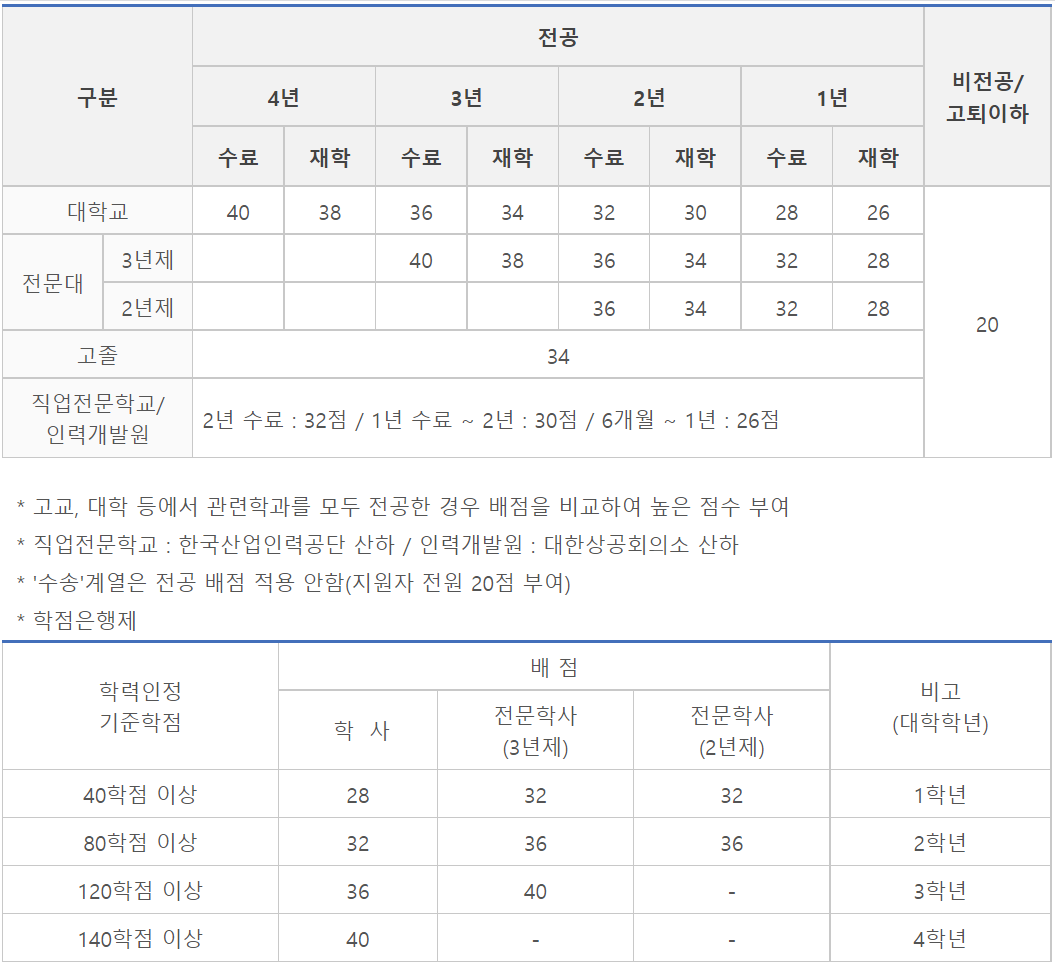 구분 전공 비전공/
고퇴이하
4년 3년 2년 1년
수료 재학 수료 재학 수료 재학 수료 재학
대학교 40 38 36 34 32 30 28 26 20
전문대 3년제 40 38 36 34 32 28
2년제 36 34 32 28
고졸 34
직업전문학교/
인력개발원
2년 수료 : 32점 / 1년 수료 ~ 2년 : 30점 / 6개월 ~ 1년 : 26점
* 고교, 대학 등에서 관련학과를 모두 전공한 경우 배점을 비교하여 높은 점수 부여
* 직업전문학교 : 한국산업인력공단 산하 / 인력개발원 : 대한상공회의소 산하
* '수송'계열은 전공 배점 적용 안함(지원자 전원 20점 부여)
* 학점은행제
학력인정
기준학점
배 점
비고
(대학학년)
학 사
전문학사
(3년제)
전문학사
(2년제)
40학점 이상 28 32 32 1학년
80학점 이상 32 36 36 2학년
120학점 이상 36 40 - 3학년
140학점 이상 40 - - 4학년